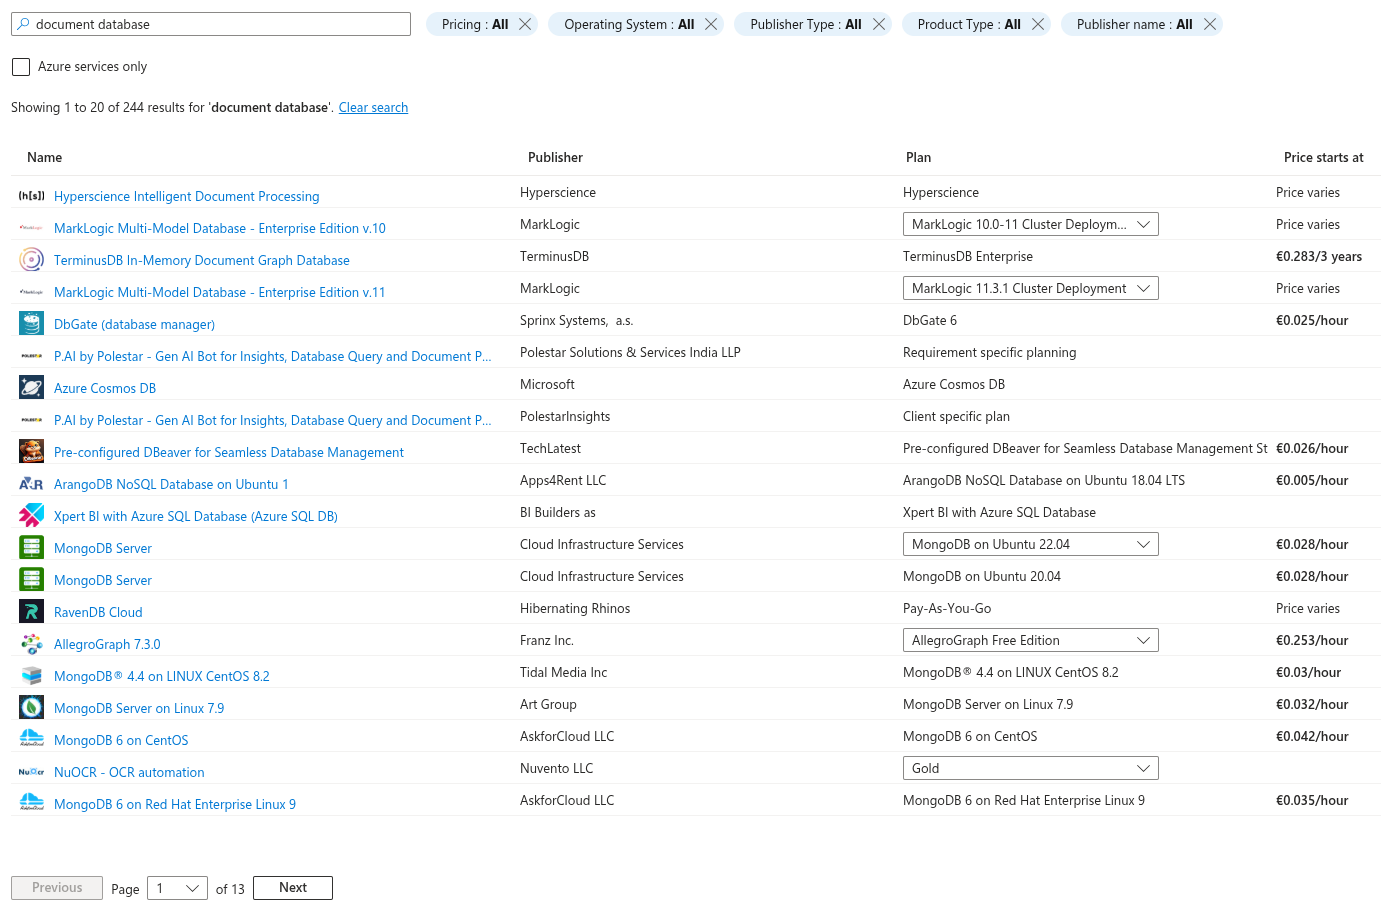 document database
Pricing : All
Operating System : All
Publisher Type : All
Product Type : All
Publisher name : All
Azure services only
Showing 1 to 20 of 244 results for 'document database'. Clear search
Name Publisher Plan Price starts at
(h[s]) Hyperscience Intelligent Document Processing Hyperscience Hyperscience Price varies
MarkLogic Multi-Model Database - Enterprise Edition v.10 MarkLogic MarkLogic 10.0-11 Cluster Deploym... Price varies
TerminusDB In-Memory Document Graph Database TerminusDB TerminusDB Enterprise €0.283/3 years
MarkLogic MarkLogic Multi-Model Database - Enterprise Edition v.11 MarkLogic MarkLogic 11.3.1 Cluster Deployment Price varies
DbGate (database manager) Sprinx Systems, a.s. DbGate 6 €0.025/hour
POLESTAR P.AI by Polestar - Gen AI Bot for Insights, Database Query and Document P... Polestar Solutions & Services India LLP Requirement specific planning
Azure Cosmos DB Microsoft Azure Cosmos DB
POLESTAR P.AI by Polestar - Gen AI Bot for Insights, Database Query and Document P... PolestarInsights Client specific plan
Pre-configured DBeaver for Seamless Database Management TechLatest Pre-configured DBeaver for Seamless Database Management St €0.026/hour
ArangoDB NoSQL Database on Ubuntu 1 Apps4Rent LLC ArangoDB NoSQL Database on Ubuntu 18.04 LTS €0.005/hour
Xpert BI with Azure SQL Database (Azure SQL DB) BI Builders as Xpert BI with Azure SQL Database
MongoDB Server Cloud Infrastructure Services MongoDB on Ubuntu 22.04 €0.028/hour
MongoDB Server Cloud Infrastructure Services MongoDB on Ubuntu 20.04 €0.028/hour
RavenDB Cloud Hibernating Rhinos Pay-As-You-Go Price varies
AllegroGraph 7.3.0 Franz Inc. AllegroGraph Free Edition €0.253/hour
MongoDB® 4.4 on LINUX CentOS 8.2 Tidal Media Inc MongoDB® 4.4 on LINUX CentOS 8.2 €0.03/hour
MongoDB Server on Linux 7.9 Art Group MongoDB Server on Linux 7.9 €0.032/hour
AskforCloud MongoDB 6 on CentOS AskforCloud LLC MongoDB 6 on CentOS €0.042/hour
NuOcr NuOCR - OCR automation Nuvento LLC Gold
AskforCloud MongoDB 6 on Red Hat Enterprise Linux 9 AskforCloud LLC MongoDB 6 on Red Hat Enterprise Linux 9 €0.035/hour
Previous Page 1 of 13 Next